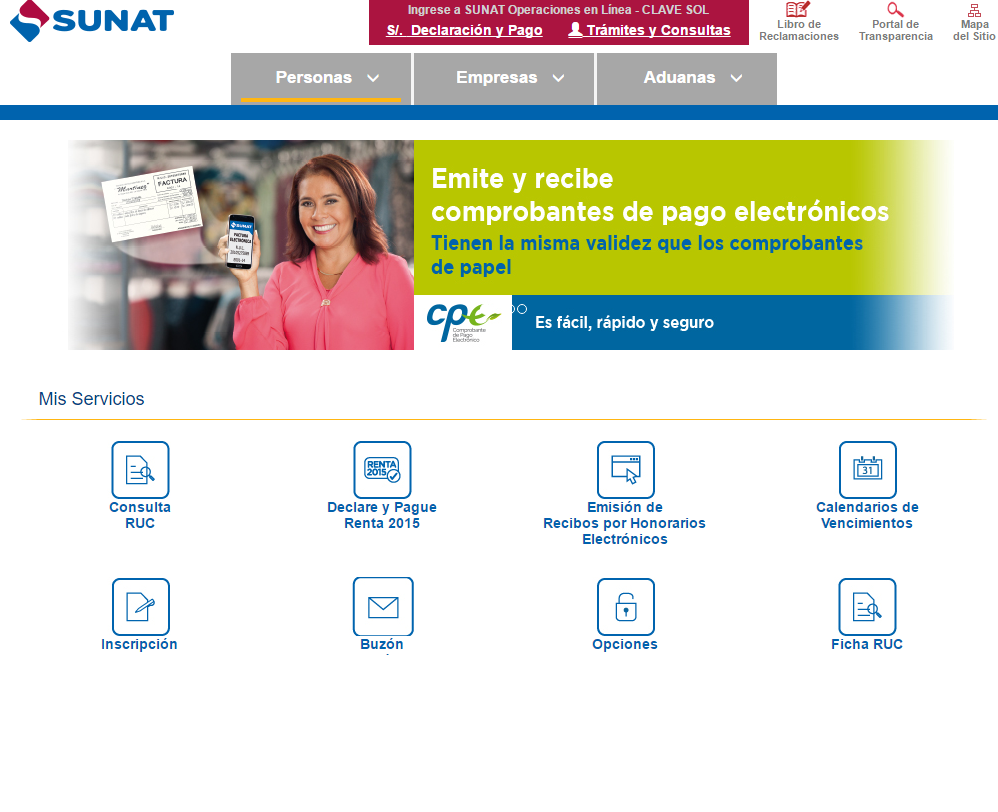 SUNAT
Ingrese a SUNAT Operaciones en Línea - CLAVE SOL
S/. Declaración y Pago
Trámites y Consultas
Libro de
Reclamaciones
Portal de
Transparencia
Mapa
del Sitio
Personas
Empresas
Aduanas
FACTURA
SUNAT
FACTURA
ELECTRÓNICA
Emite y recibe
comprobantes de pago electrónicos
Tienen la misma validez que los comprobantes
de papel
cpe
Comprobante
de Pago
Electrónico
Es fácil, rápido y seguro
Mis Servicios
Consulta
RUC
RENTA
2015
Declare y Pague
Renta 2015
Emisión de
Recibos por Honorarios
Electrónicos
31
Calendarios de
Vencimientos
Inscripción
Buzón
Opciones
Ficha RUC